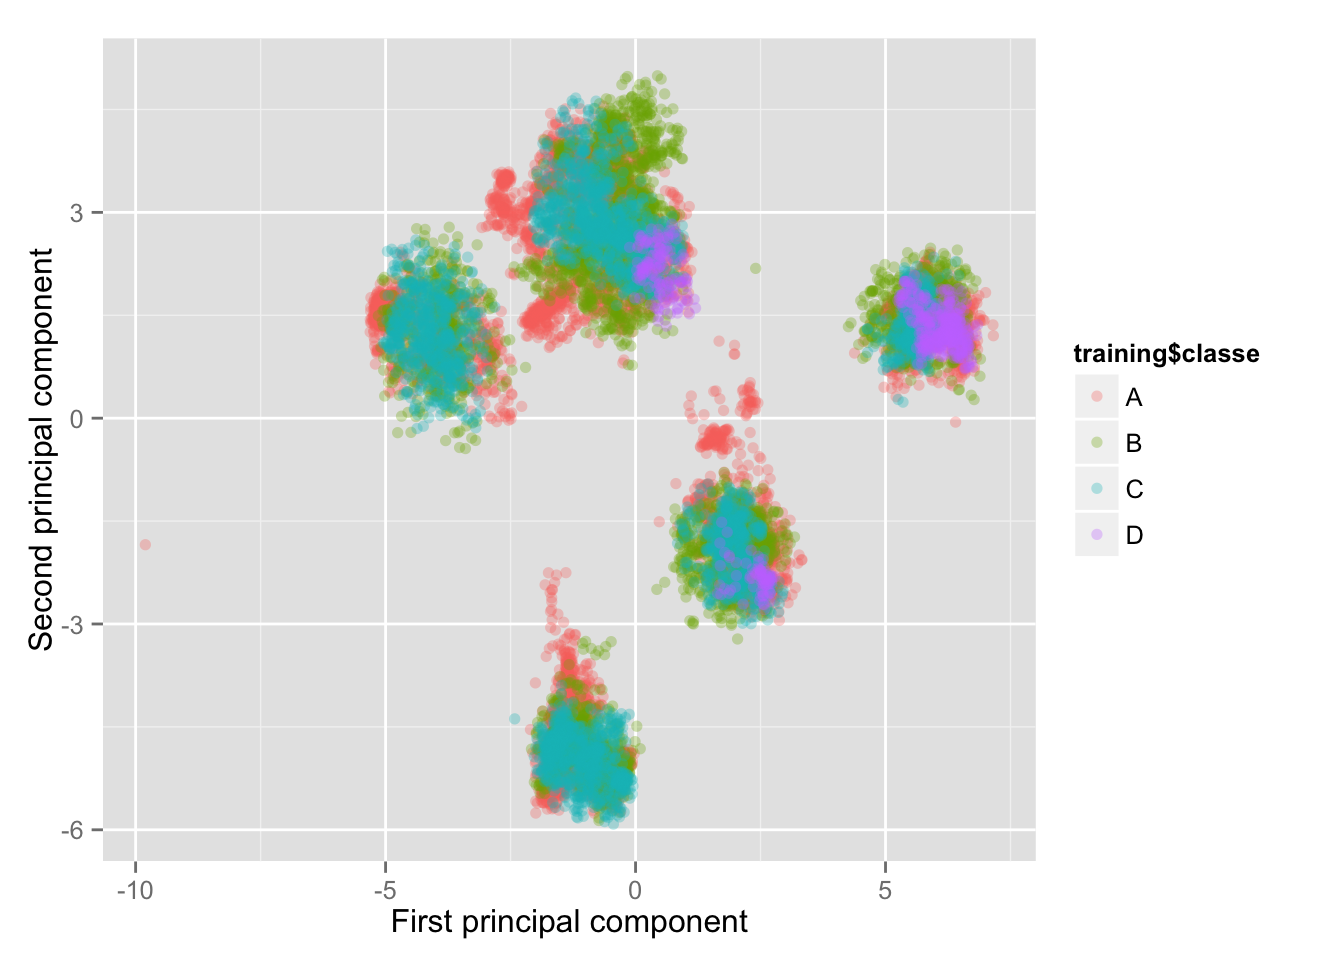 Second principal component
3
0
-3
-6
-10
-5
0
5
First principal component
training$classe
A
B
C
D